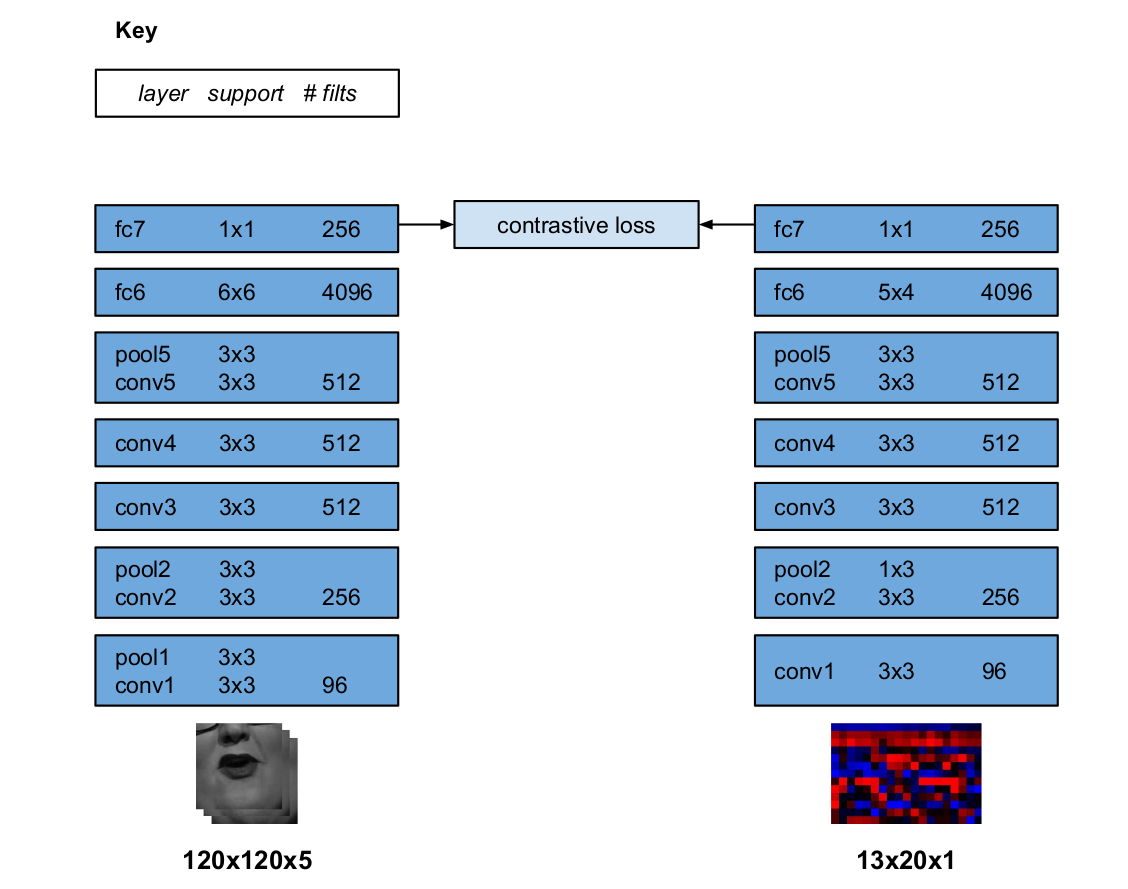 Key
layer support # filts
fc7 1x1 256
fc6 6x6 4096
pool5 3x3
conv5 3x3 512
conv4 3x3 512
conv3 3x3 512
pool2 3x3
conv2 3x3 256
pool1 3x3
conv1 3x3 96
120x120x5
contrastive loss
fc7 1x1 256
fc6 5x4 4096
pool5 3x3
conv5 3x3 512
conv4 3x3 512
conv3 3x3 512
pool2 1x3
conv2 3x3 256
conv1 3x3 96
13x20x1